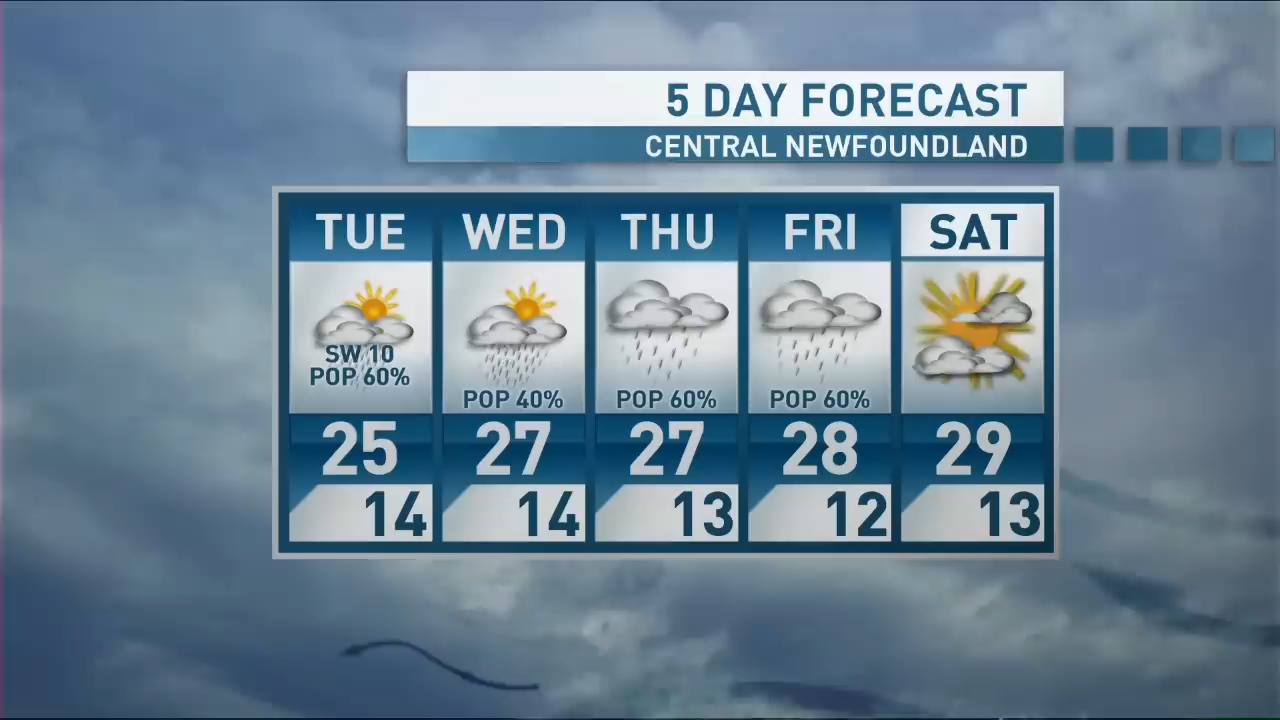 5 DAY FORECAST
CENTRAL NEWFOUNDLAND
TUE WED THU FRI SAT
SW 10
POP 60%
POP 40% POP 60% POP 60%
25 27 27 28 29
14 14 13 12 13